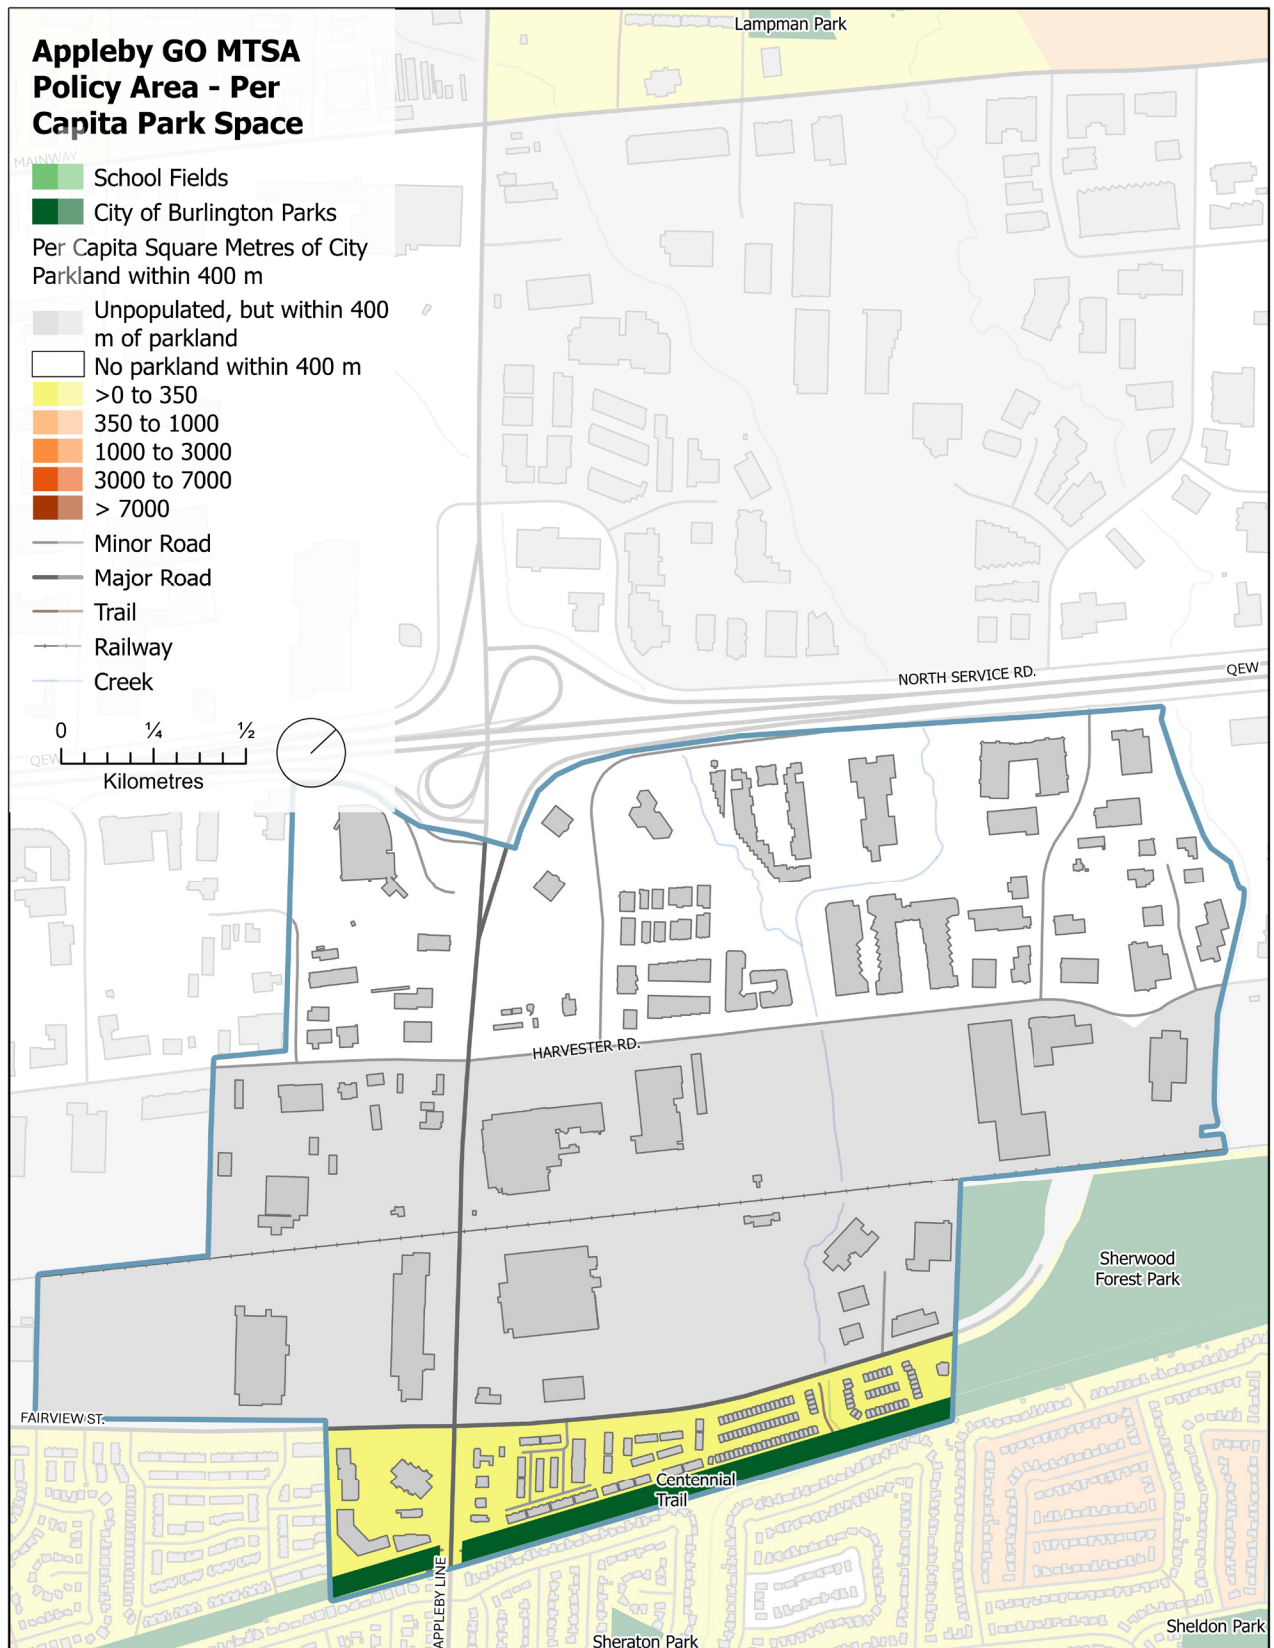 Appleby GO MTSA
Policy Area - Per
Capita Park Space
School Fields
City of Burlington Parks
Per Capita Square Metres of City
Parkland within 400 m
Unpopulated, but within 400
m of parkland
No parkland within 400 m
>0 to 350
350 to 1000
1000 to 3000
3000 to 7000
> 7000
Minor Road
Major Road
Trail
Railway
Creek
0 ¼ ½
Kilometres
Lampman Park
MAINWAY
NORTH SERVICE RD.
QEW
QEW
HARVESTER RD.
Sherwood
Forest Park
FAIRVIEW ST.
Centennial
Trail
APPLEBY LINE
Sheraton Park
Sheldon Park